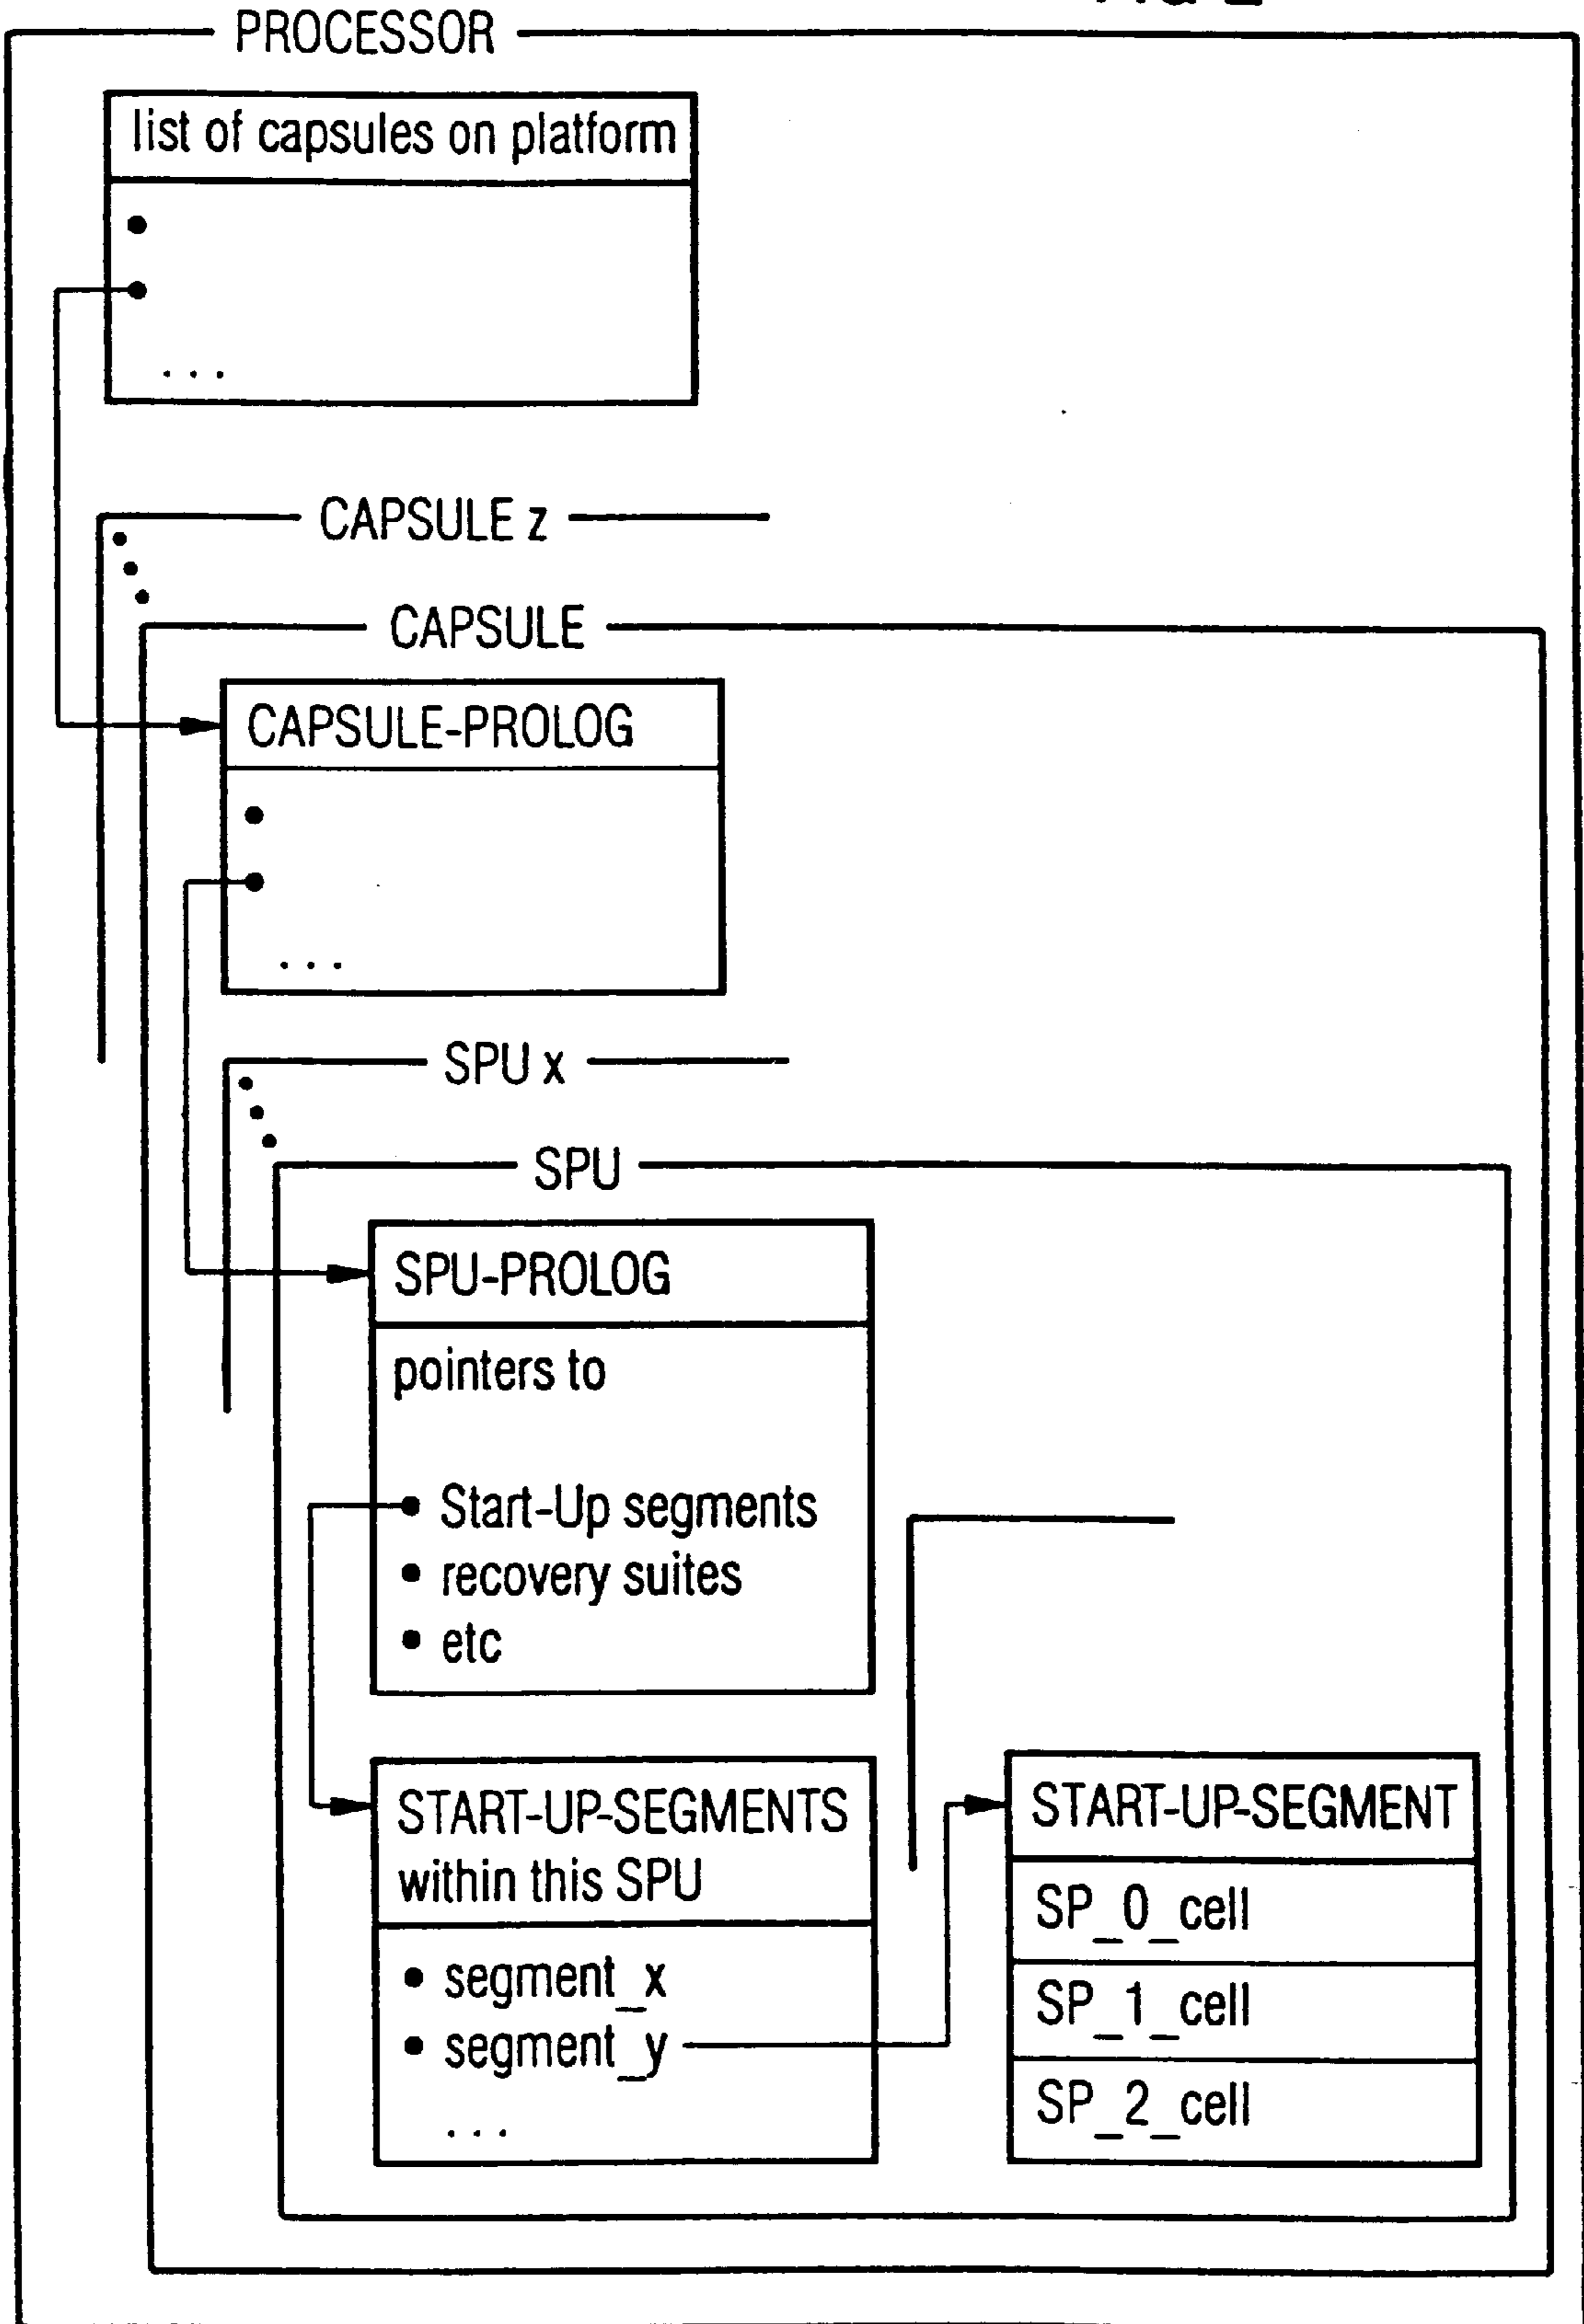 PROCESSOR
list of capsules on platform
•
•
...
CAPSULE z
CAPSULE
CAPSULE-PROLOG
•
•
...
SPU x
SPU
SPU-PROLOG
pointers to
• Start-Up segments
• recovery suites
• etc
START-UP-SEGMENTS
within this SPU
• segment_x
• segment_y
...
START-UP-SEGMENT
SP_0_cell
SP_1_cell
SP_2_cell